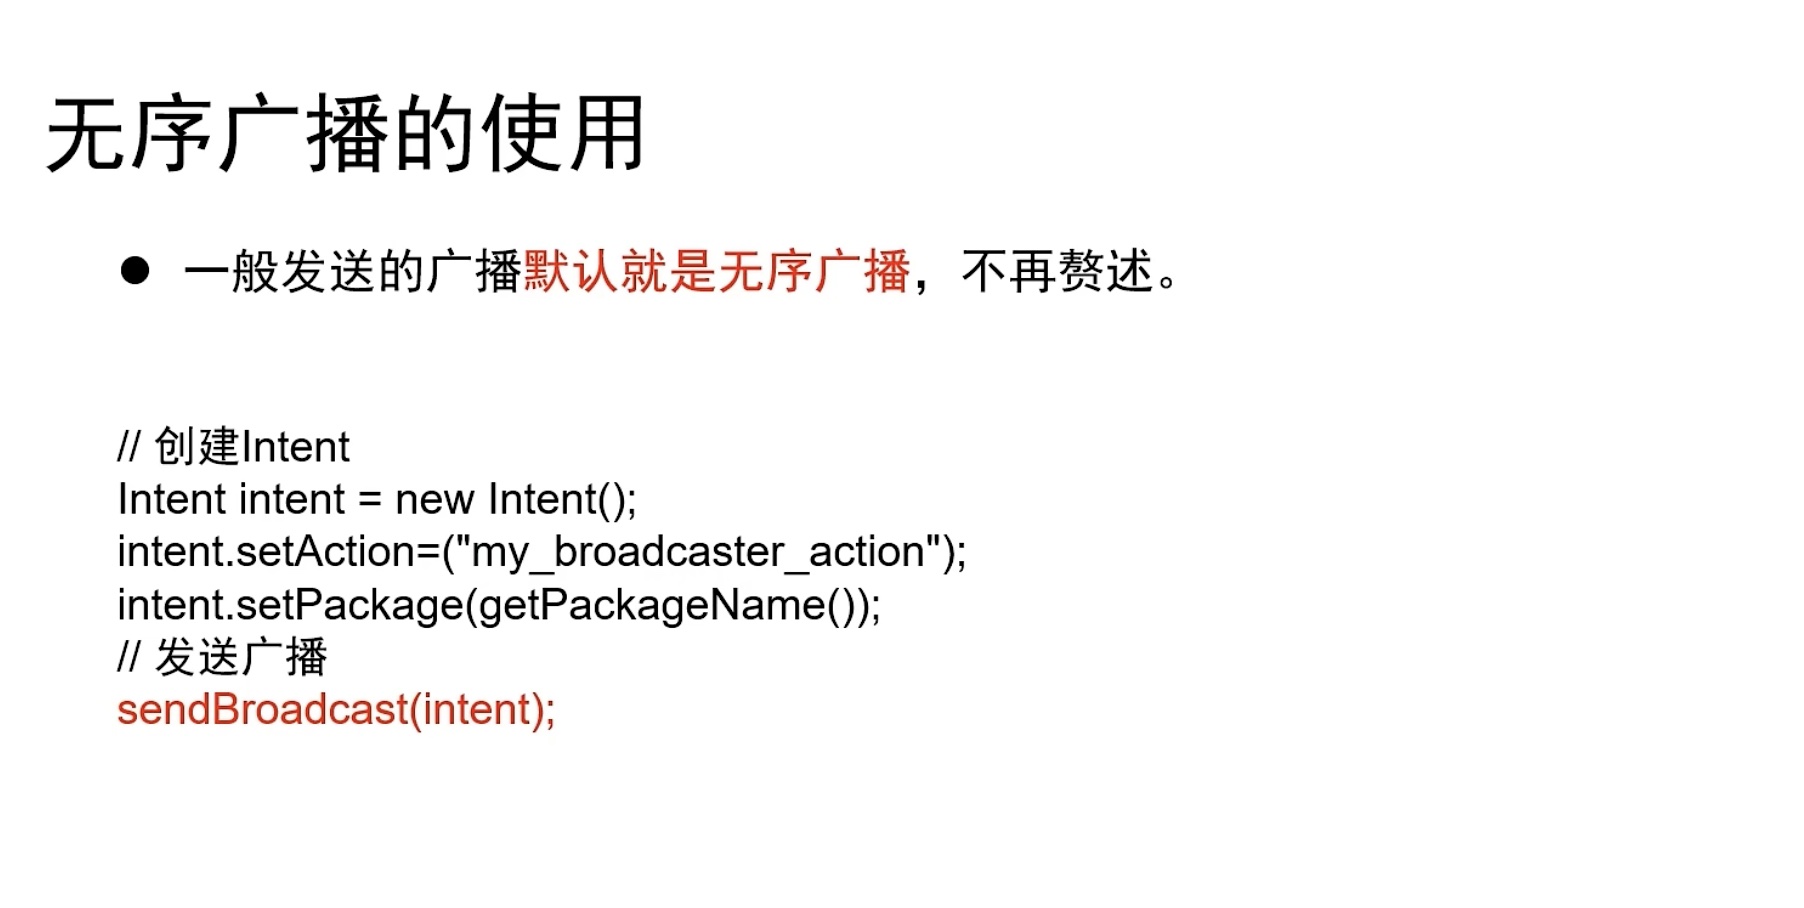 无序广播的使用
● 一般发送的广播默认就是无序广播，不再赘述。
// 创建Intent
Intent intent = new Intent();
intent.setAction=("my_broadcaster_action");
intent.setPackage(getPackageName());
// 发送广播
sendBroadcast(intent);